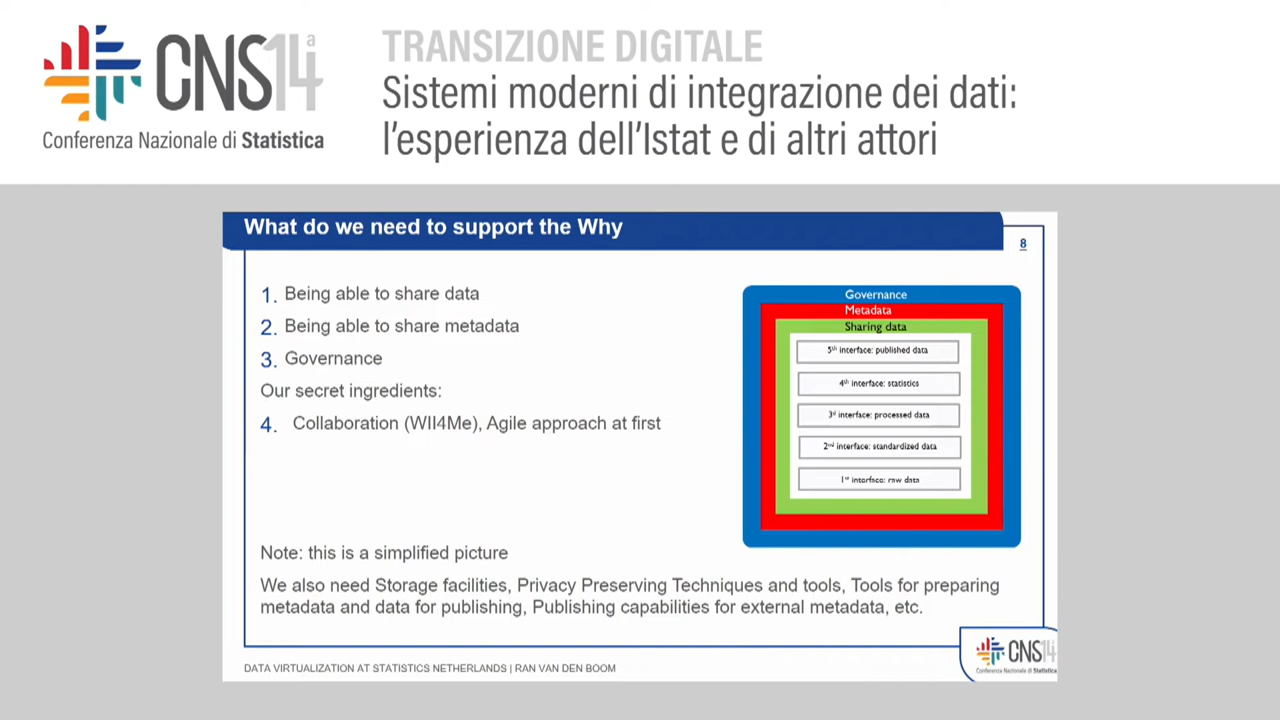 CNS14ª
Conferenza Nazionale di Statistica
TRANSIZIONE DIGITALE
Sistemi moderni di integrazione dei dati:
l'esperienza dell'Istat e di altri attori
What do we need to support the Why
8
1. Being able to share data
2. Being able to share metadata
3. Governance
Our secret ingredients:
4. Collaboration (WII4Me), Agile approach at first
Governance
Metadata
Sharing data
5th interface: published data
4th interface: statistics
3rd interface: processed data
2nd interface: standardized data
1st interface: raw data
Note: this is a simplified picture
We also need Storage facilities, Privacy Preserving Techniques and tools, Tools for preparing
metadata and data for publishing, Publishing capabilities for external metadata, etc.
DATA VIRTUALIZATION AT STATISTICS NETHERLANDS | RAN VAN DEN BOOM
CNS14
Conferenza Nazionale di Statistica